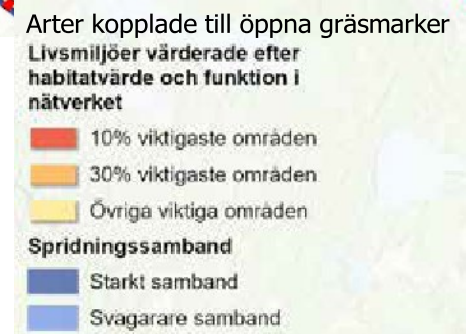 Arter kopplade till öppna gräsmarker
Livsmiljöer värderade efter
habitatvärde och funktion i
nätverket
10% viktigaste områden
30% viktigaste områden
Övriga viktiga områden
Spridningssamband
Starkt samband
Svagarare samband